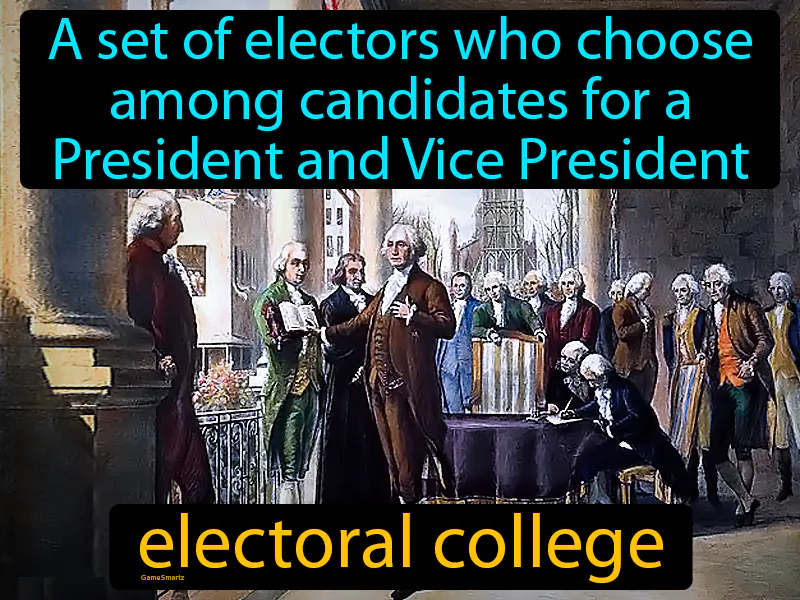 A set of electors who choose
among candidates for a
President and Vice President
electoral college
GameSmartz